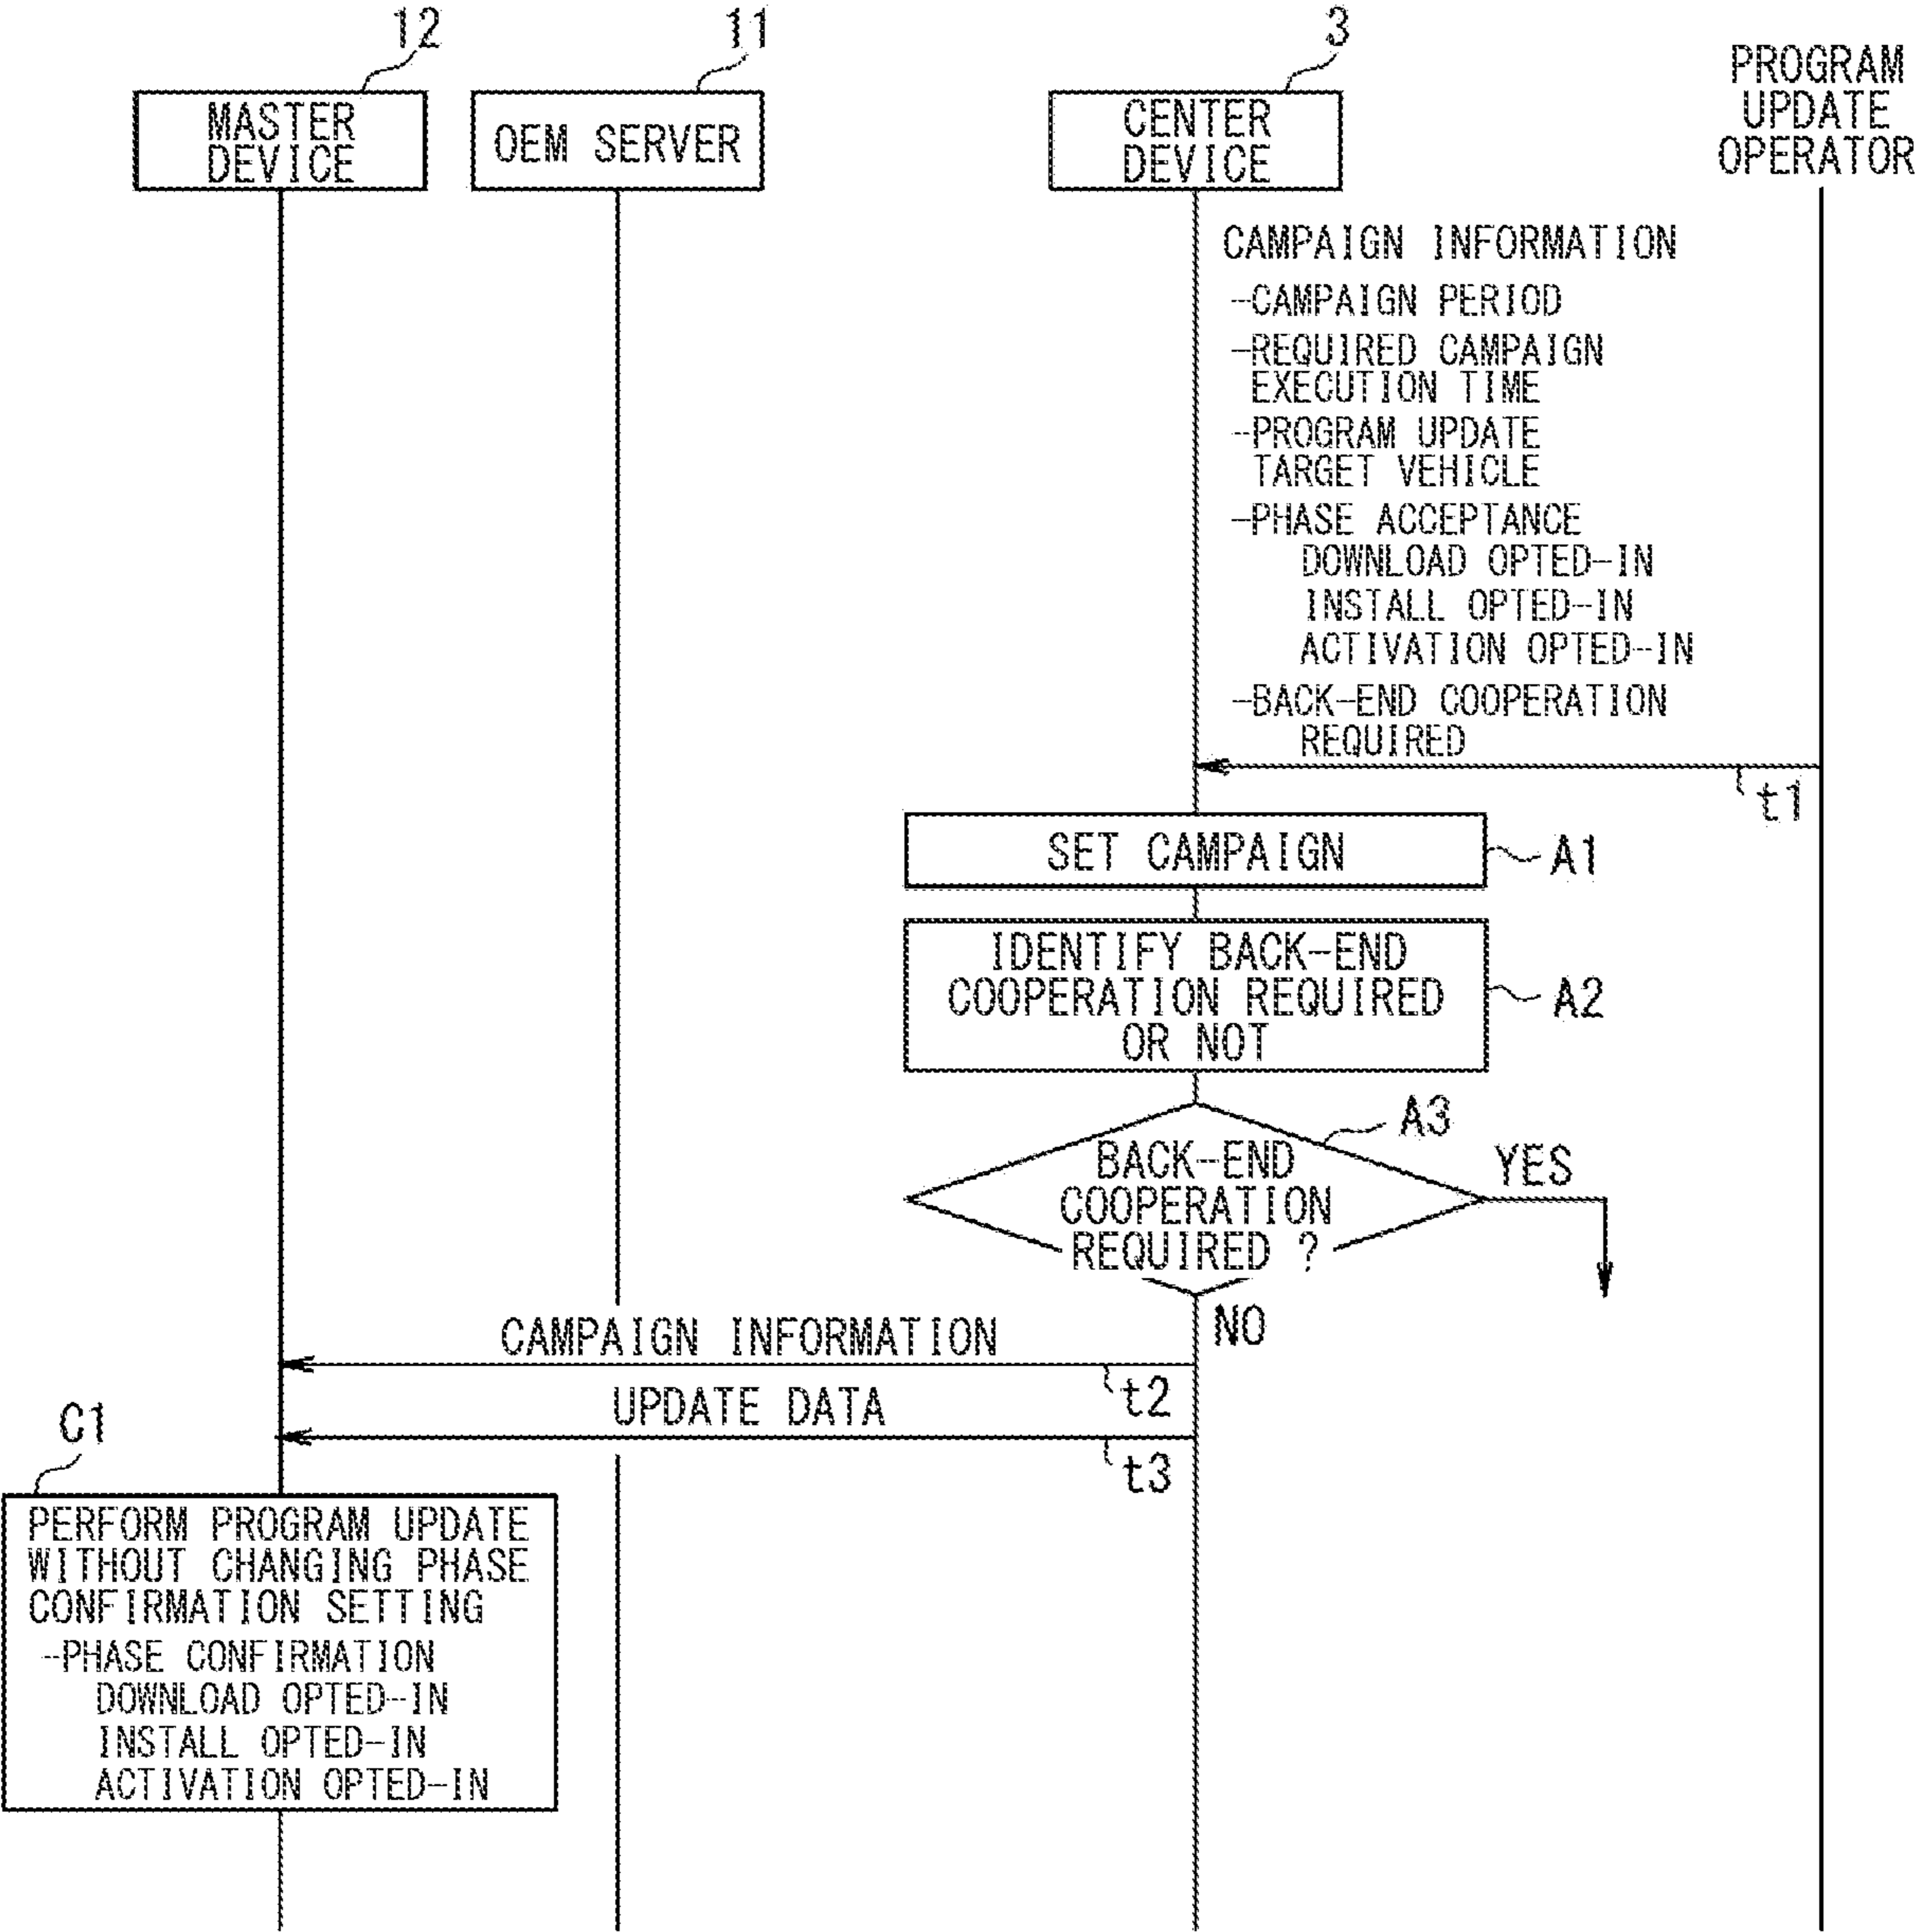 12
11
3
MASTER
DEVICE
OEM SERVER
CENTER
DEVICE
PROGRAM
UPDATE
OPERATOR
CAMPAIGN INFORMATION
-CAMPAIGN PERIOD
-REQUIRED CAMPAIGN
EXECUTION TIME
-PROGRAM UPDATE
TARGET VEHICLE
-PHASE ACCEPTANCE
DOWNLOAD OPTED-IN
INSTALL OPTED-IN
ACTIVATION OPTED-IN
-BACK-END COOPERATION
REQUIRED
t1
SET CAMPAIGN
A1
IDENTIFY BACK-END
COOPERATION REQUIRED
OR NOT
A2
A3
BACK-END
COOPERATION
REQUIRED ?
YES
NO
CAMPAIGN INFORMATION
t2
UPDATE DATA
t3
C1
PERFORM PROGRAM UPDATE
WITHOUT CHANGING PHASE
CONFIRMATION SETTING
-PHASE CONFIRMATION
DOWNLOAD OPTED-IN
INSTALL OPTED-IN
ACTIVATION OPTED-IN